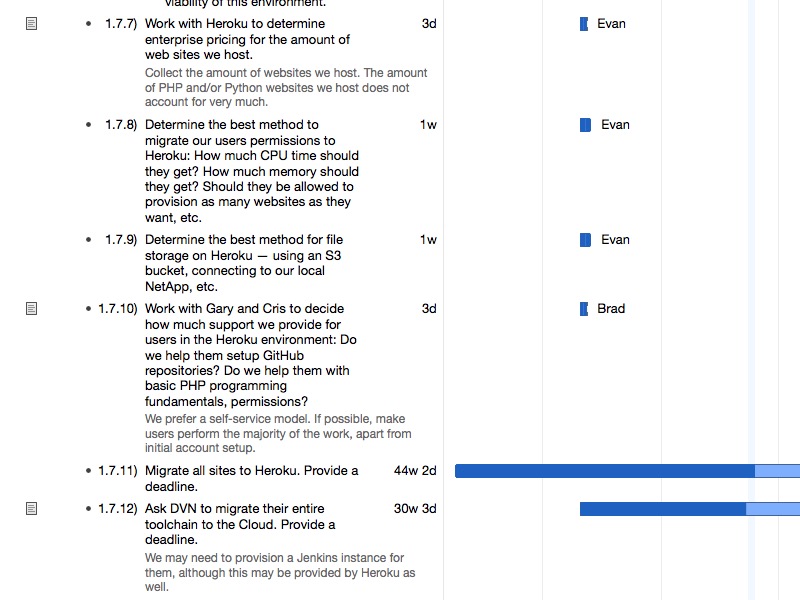 viability of this environment.
1.7.7) Work with Heroku to determine 3d Evan
enterprise pricing for the amount of
web sites we host.
Collect the amount of websites we host. The amount
of PHP and/or Python websites we host does not
account for very much.
1.7.8) Determine the best method to 1w Evan
migrate our users permissions to
Heroku: How much CPU time should
they get? How much memory should
they get? Should they be allowed to
provision as many websites as they
want, etc.
1.7.9) Determine the best method for file 1w Evan
storage on Heroku — using an S3
bucket, connecting to our local
NetApp, etc.
1.7.10) Work with Gary and Cris to decide 3d Brad
how much support we provide for
users in the Heroku environment: Do
we help them setup GitHub
repositories? Do we help them with
basic PHP programming
fundamentals, permissions?
We prefer a self-service model. If possible, make
users perform the majority of the work, apart from
initial account setup.
1.7.11) Migrate all sites to Heroku. Provide a 44w 2d
deadline.
1.7.12) Ask DVN to migrate their entire 30w 3d
toolchain to the Cloud. Provide a
deadline.
We may need to provision a Jenkins instance for
them, although this may be provided by Heroku as
well.